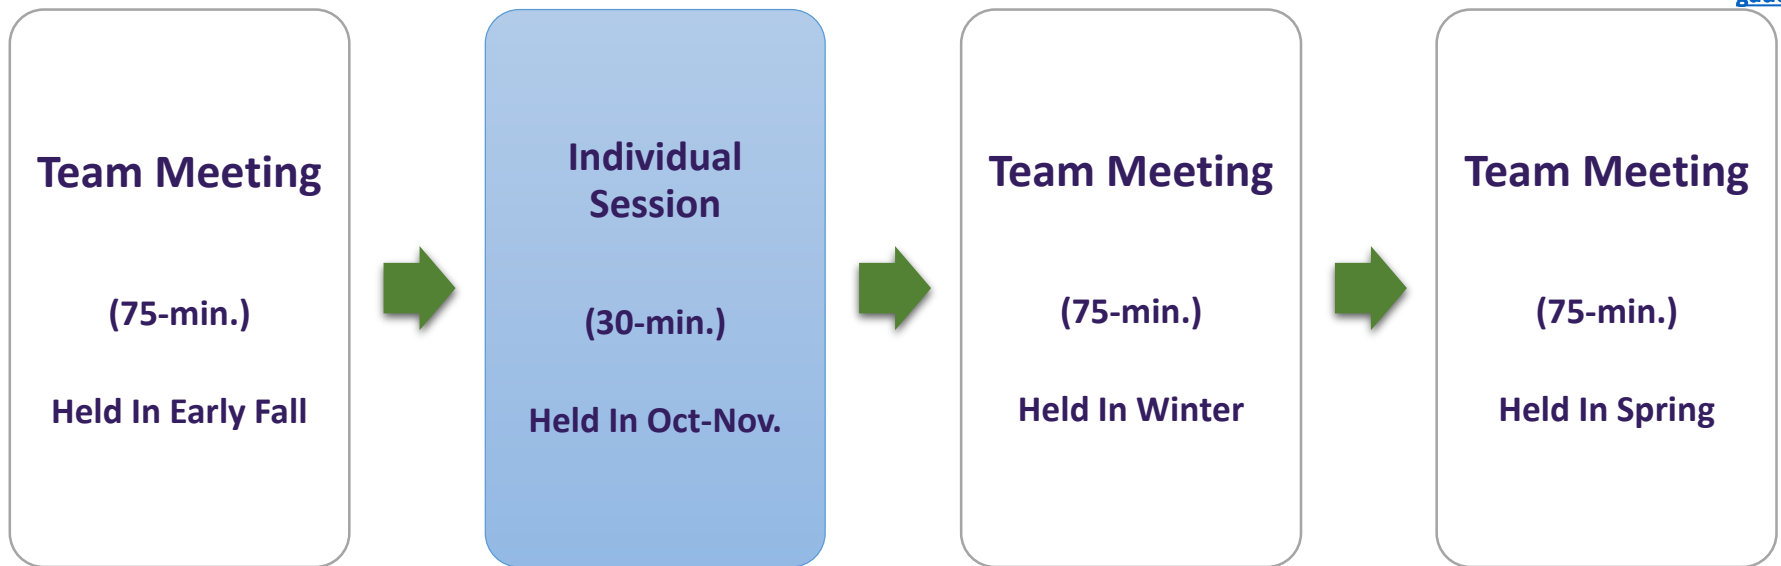 Team Meeting
(75-min.)
Held In Early Fall
Individual
Session
(30-min.)
Held In Oct-Nov.
Team Meeting
(75-min.)
Held In Winter
Team Meeting
(75-min.)
Held In Spring